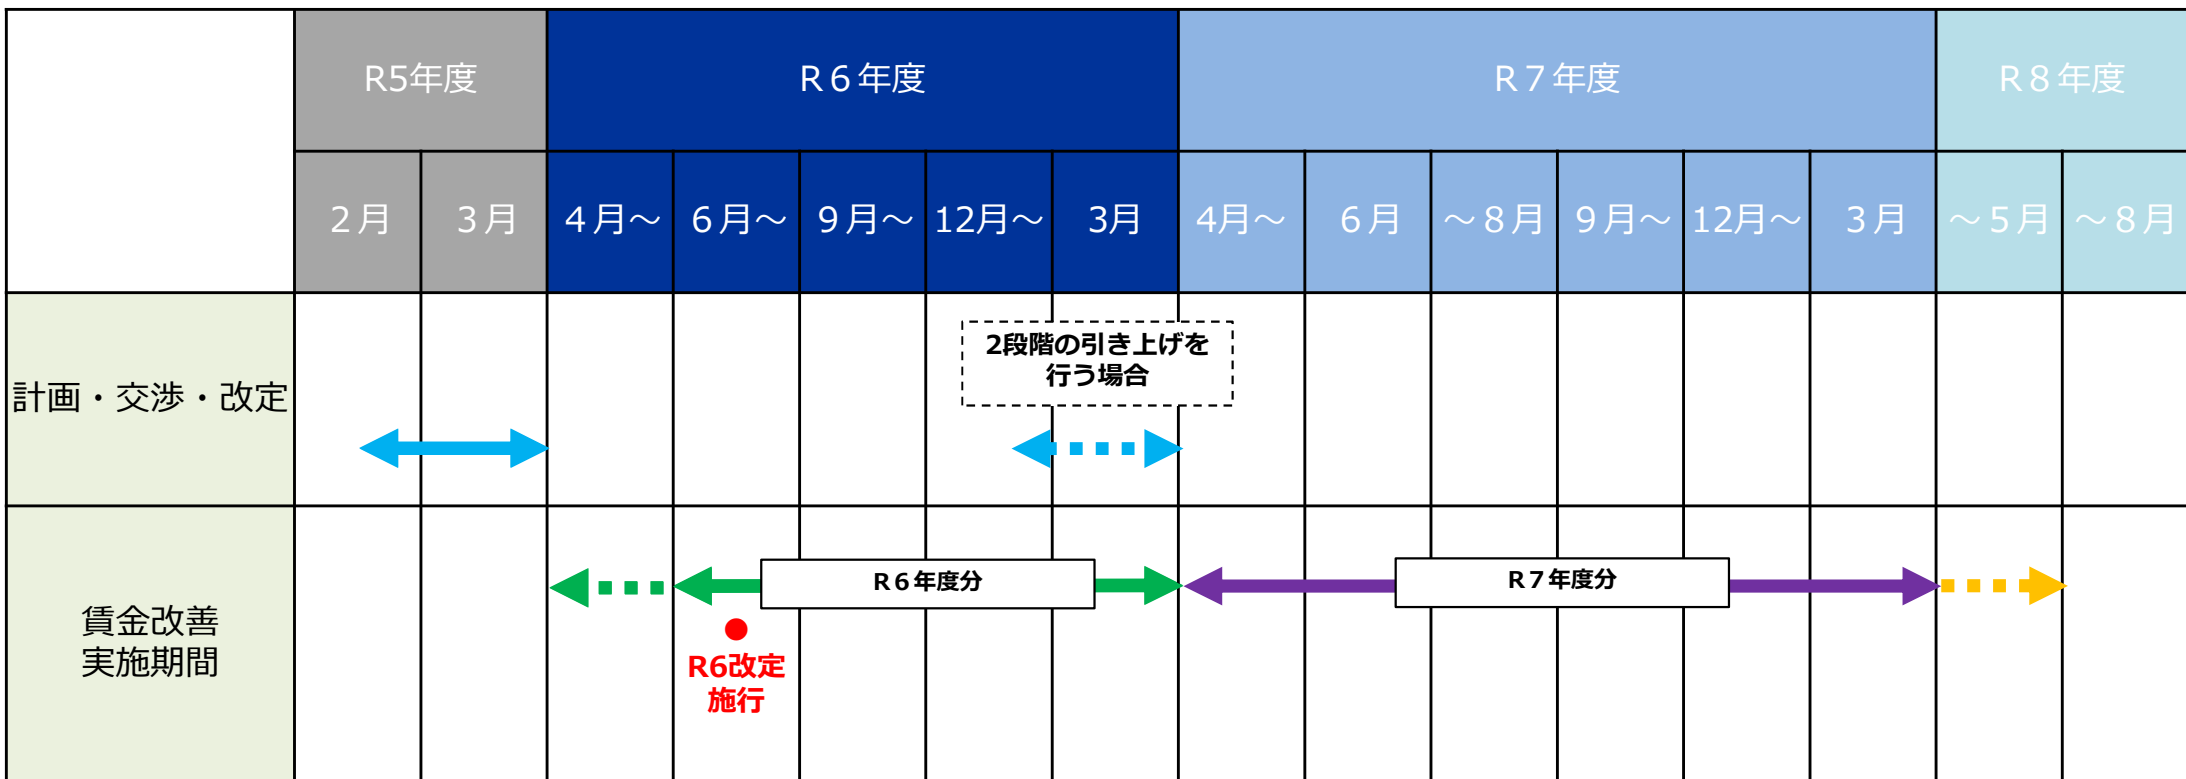 R5年度
R６年度
R７年度
R８年度
２月
３月
４月～
６月～
９月～
12月～
3月
4月～
６月
～８月
９月～
12月～
３月
～５月
～８月
計画・交渉・改定
2段階の引き上げを
行う場合
賃金改善
実施期間
R６年度分
R７年度分
R6改定
施行